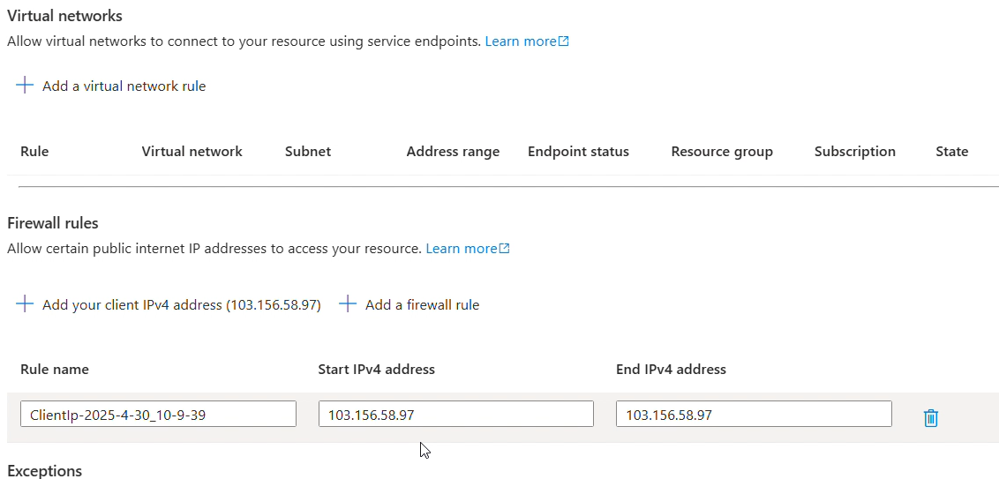 Virtual networks
Allow virtual networks to connect to your resource using service endpoints. Learn more
Add a virtual network rule
Rule Virtual network Subnet Address range Endpoint status Resource group Subscription State
Firewall rules
Allow certain public internet IP addresses to access your resource. Learn more
Add your client IPv4 address (103.156.58.97) Add a firewall rule
Rule name Start IPv4 address End IPv4 address
ClientIp-2025-4-30_10-9-39 103.156.58.97 103.156.58.97
Exceptions